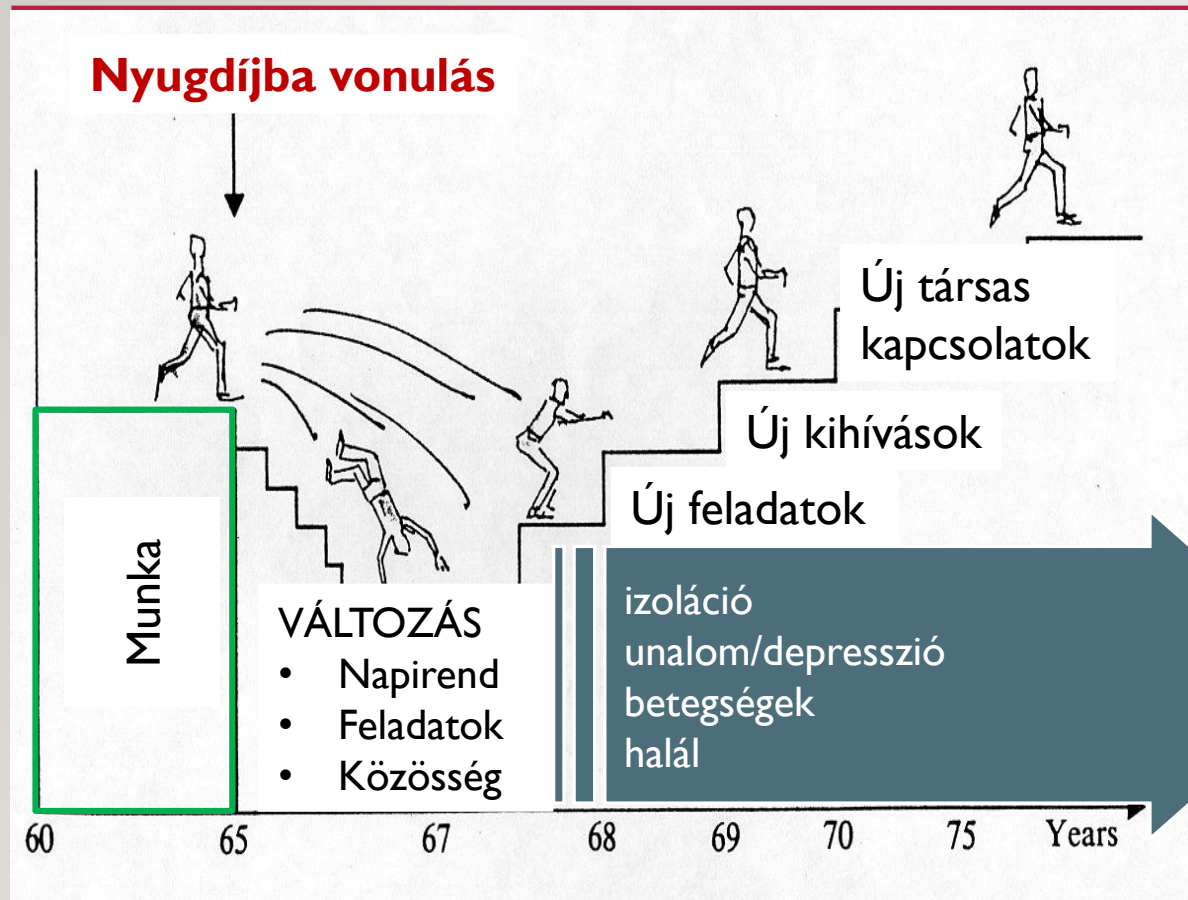 Nyugdíjba vonulás
Új társas
kapcsolatok
Új kihívások
Új feladatok
Munka
VÁLTOZÁS
• Napirend
• Feladatok
• Közösség
izoláció
unalom/depresszió
betegségek
halál
60 65 67 68 69 70 75 Years